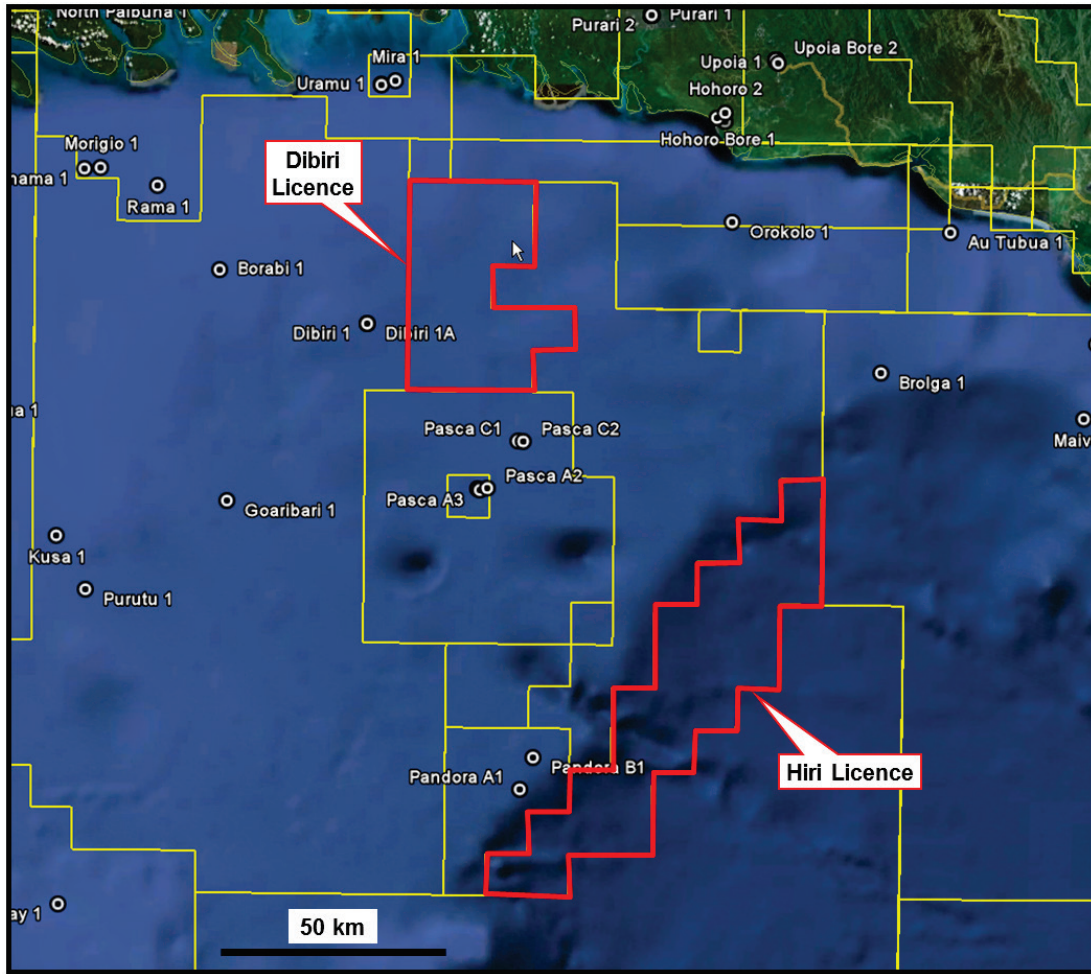 North Paibuna 1
Purari 2
Purari 1
Mira 1
Uramu 1
Upoia 1
Upoia Bore 2
Hohoro 2
Hohoro Bore 1
Morigio 1
Rama 1
Dibiri
Licence
Orokolo 1
Au Tubua 1
Borabi 1
Dibiri 1
Dibiri 1A
Brolga 1
Pasca C1
Pasca C2
Pasca A2
Pasca A3
Goaribari 1
Kusa 1
Purutu 1
Pandora B1
Pandora A1
Hiri Licence
50 km